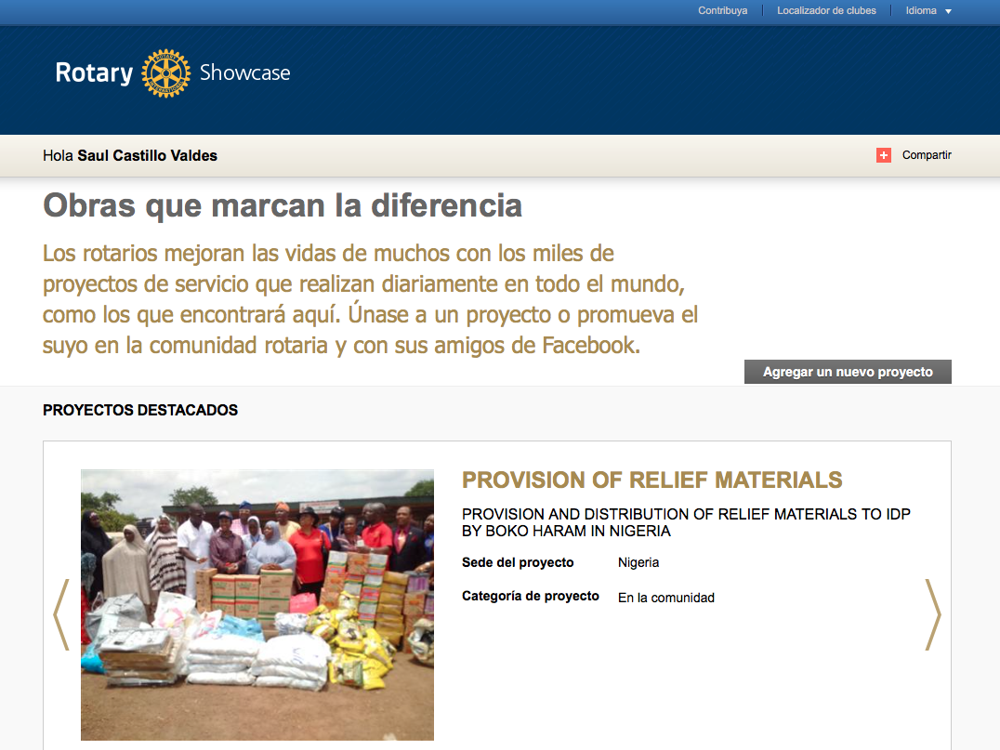 Contribuya
Localizador de clubes
Idioma
Rotary
Showcase
Hola Saul Castillo Valdes
Compartir
Obras que marcan la diferencia
Los rotarios mejoran las vidas de muchos con los miles de
proyectos de servicio que realizan diariamente en todo el mundo,
como los que encontrará aquí. Únase a un proyecto o promueva el
suyo en la comunidad rotaria y con sus amigos de Facebook.
Agregar un nuevo proyecto
PROYECTOS DESTACADOS
PROVISION OF RELIEF MATERIALS
PROVISION AND DISTRIBUTION OF RELIEF MATERIALS TO IDP
BY BOKO HARAM IN NIGERIA
Sede del proyecto Nigeria
Categoría de proyecto En la comunidad